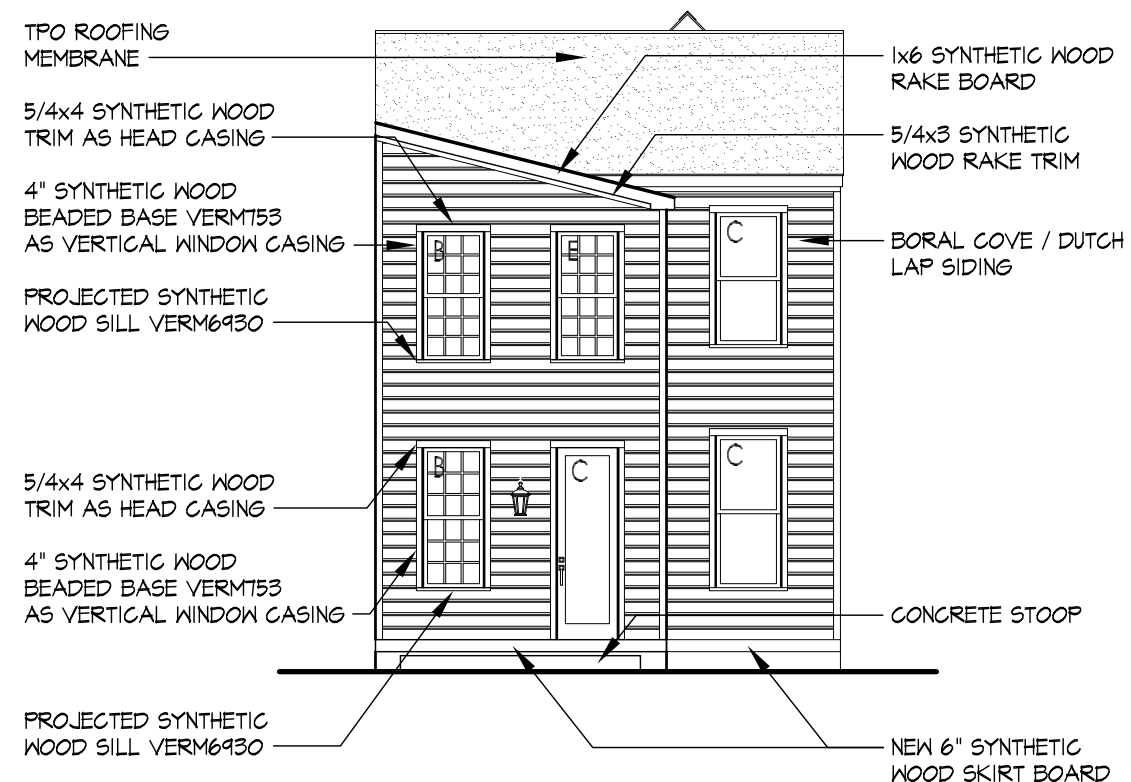 TPO ROOFING
MEMBRANE
5/4x4 SYNTHETIC WOOD
TRIM AS HEAD CASING
4" SYNTHETIC WOOD
BEADED BASE VERM753
AS VERTICAL WINDOW CASING
PROJECTED SYNTHETIC
WOOD SILL VERM6930
5/4x4 SYNTHETIC WOOD
TRIM AS HEAD CASING
4" SYNTHETIC WOOD
BEADED BASE VERM753
AS VERTICAL WINDOW CASING
PROJECTED SYNTHETIC
WOOD SILL VERM6930
B
E
C
B
C
C
1x6 SYNTHETIC WOOD
RAKE BOARD
5/4x3 SYNTHETIC
WOOD RAKE TRIM
BORAL COVE / DUTCH
LAP SIDING
CONCRETE STOOP
NEW 6" SYNTHETIC
WOOD SKIRT BOARD